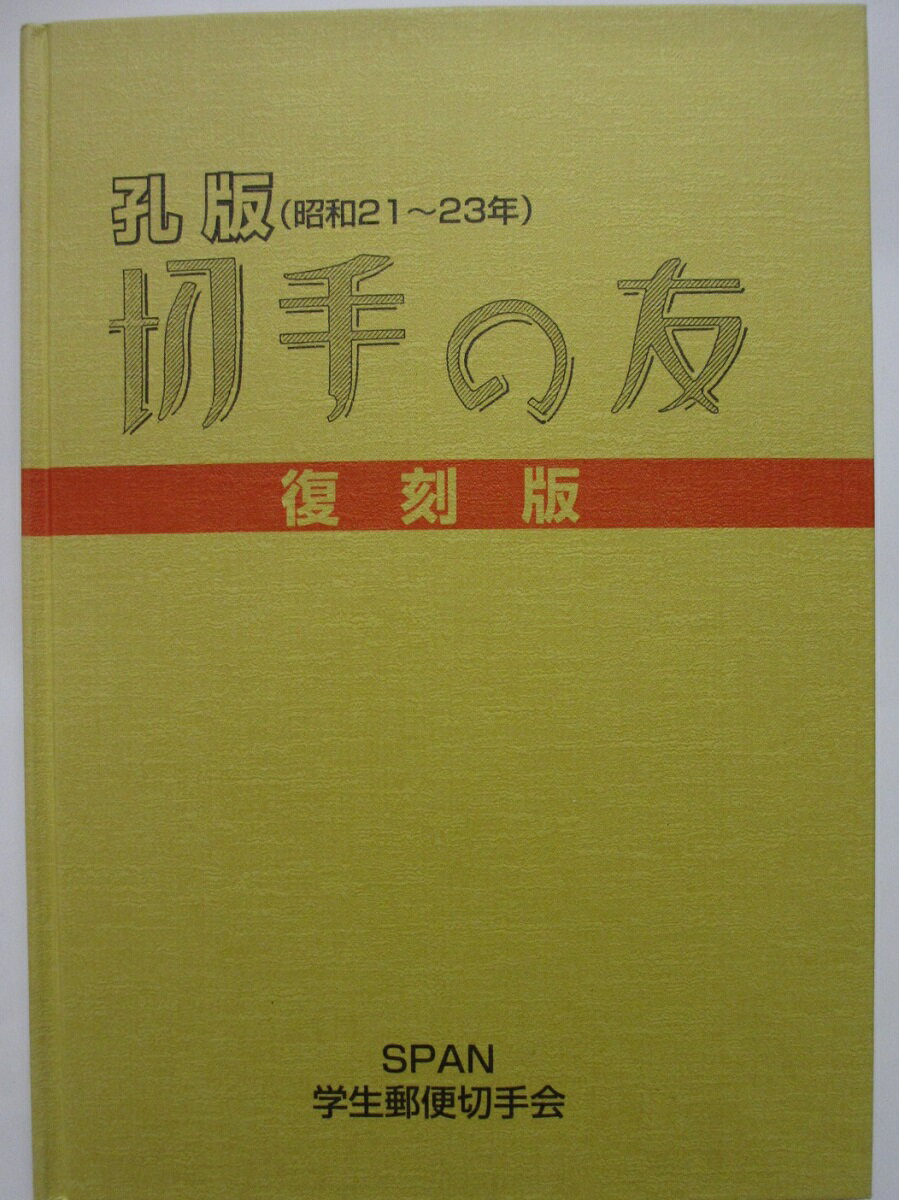 孔版(昭和21～23年)
切手の友
復刻版
SPAN
学生郵便切手会